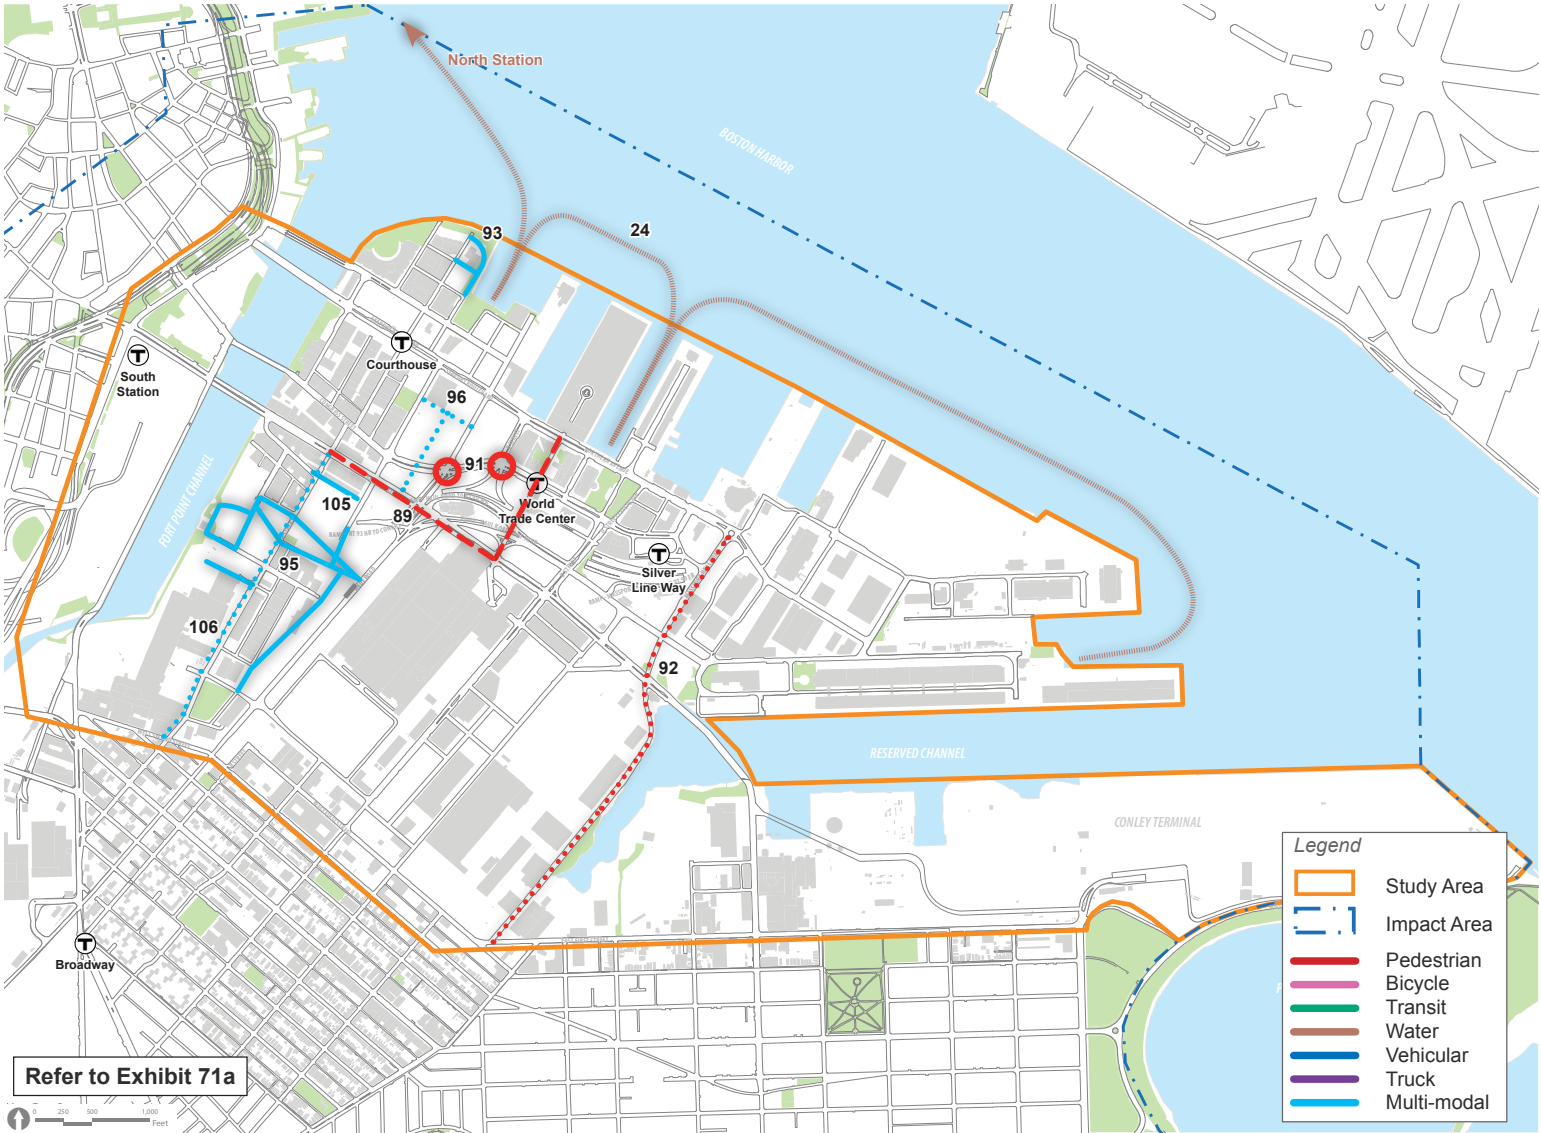 North Station
BOSTON HARBOR
24
93
T
Courthouse
T
South
Station
96
91
T
World
Trade Center
FORT POINT CHANNEL
105
89
95
T
Silver
Line Way
106
92
RESERVED CHANNEL
CONLEY TERMINAL
T
Broadway
Legend
Study Area
Impact Area
Pedestrian
Bicycle
Transit
Water
Vehicular
Truck
Multi-modal
Refer to Exhibit 71a
0 250 500 1,000
Feet